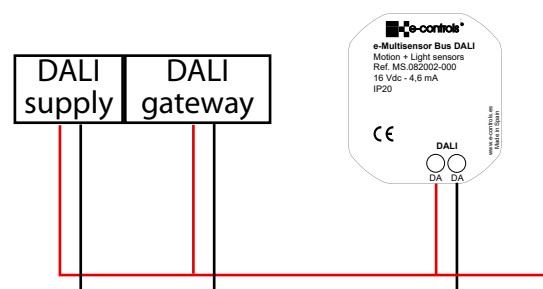 DALI
supply
DALI
gateway
e-controls®
e-Multisensor Bus DALI
Motion + Light sensors
Ref. MS.082002-000
16 Vdc - 4,6 mA
IP20
CE
DALI
DA DA
www.e-controls.es
Made in Spain